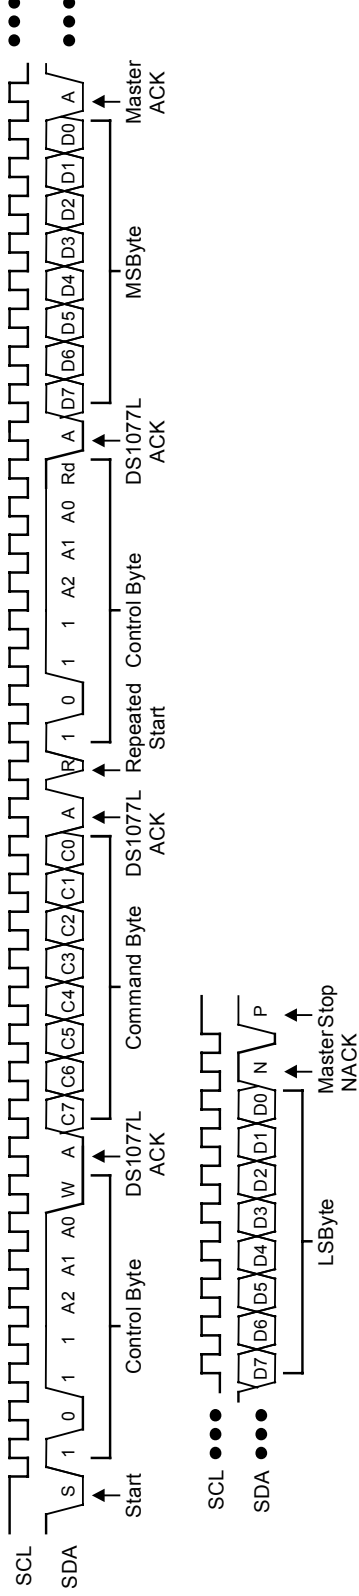 SCL
SDA S 1 0 1 1 A2 A1 A0 W A C7 C6 C5 C4 C3 C2 C1 C0 A R 1 0 1 1 A2 A1 A0 Rd A D7 D6 D5 D4 D3 D2 D1 D0 A
Start
Control Byte
DS1077L
ACK
Command Byte
DS1077L
ACK
Repeated
Start
Control Byte
DS1077L
ACK
MSByte
Master
ACK
SCL
SDA D7 D6 D5 D4 D3 D2 D1 D0 N P
LSByte
Master
NACK
Stop